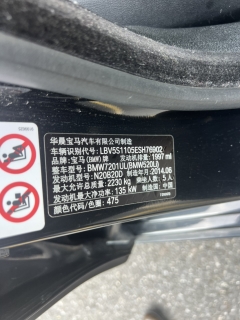 华晨宝马汽车有限公司制造
车辆识别代号: LBV5S1105ESH76902
品牌: 宝马(BMW)牌 发动机排量: 1997 ml
整车型号: BMW7201UL(BMW520Li)
发动机型号: N20B20D 制造年月: 2014.06
最大允许总质量: 2230 kg 乘坐人数: 5 人
发动机最大净功率: 135 kW 制造国: 中国
颜色代码/色号: 475